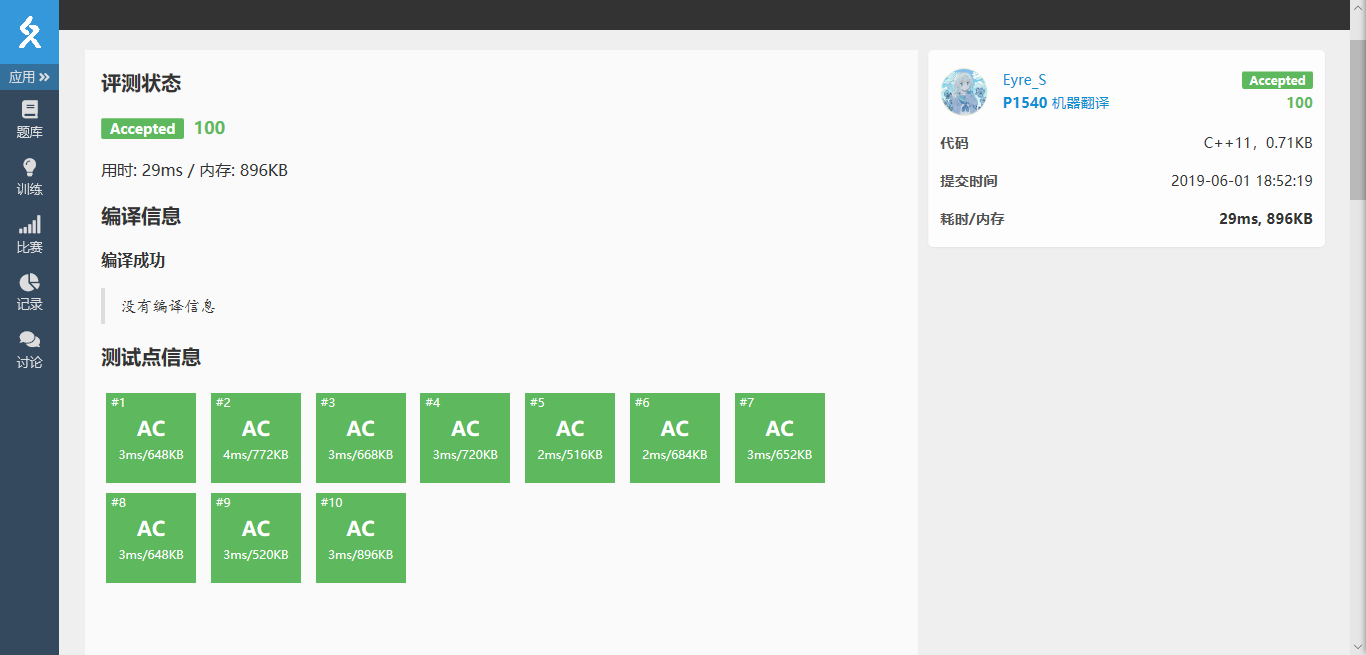 应用
题库
训练
比赛
记录
讨论
评测状态
Accepted 100
用时: 29ms / 内存: 896KB
编译信息
编译成功
没有编译信息
测试点信息
#1 #2 #3 #4 #5 #6 #7
AC AC AC AC AC AC AC
3ms/648KB 4ms/772KB 3ms/668KB 3ms/720KB 2ms/516KB 2ms/684KB 3ms/652KB
#8 #9 #10
AC AC AC
3ms/648KB 3ms/520KB 3ms/896KB
Eyre_S Accepted
P1540 机器翻译 100
代码 C++11，0.71KB
提交时间 2019-06-01 18:52:19
耗时/内存 29ms, 896KB